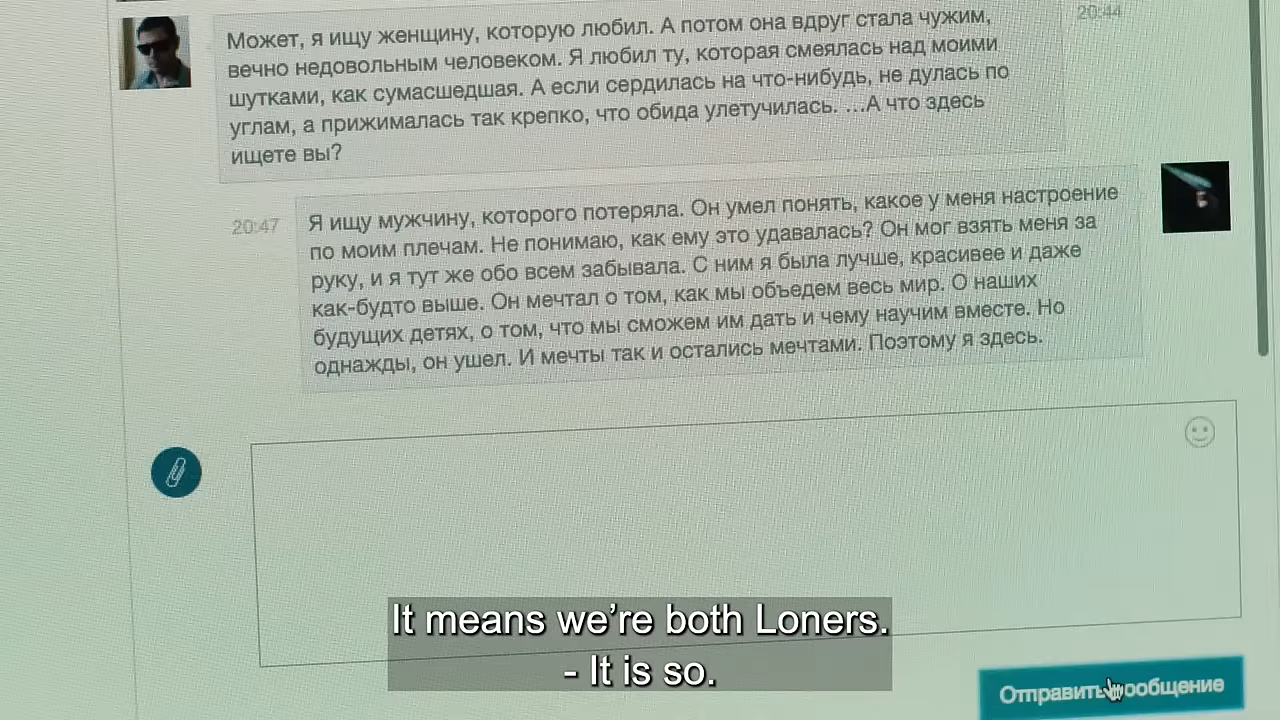 20:44
Может, я ищу женщину, которую любил. А потом она вдруг стала чужим,
вечно недовольным человеком. Я любил ту, которая смеялась над моими
шутками, как сумасшедшая. А если сердилась на что-нибудь, не дулась по
углам, а прижималась так крепко, что обида улетучилась. ...А что здесь
ищете вы?
20:47
Я ищу мужчину, которого потеряла. Он умел понять, какое у меня настроение
по моим плечам. Не понимаю, как ему это удавалась? Он мог взять меня за
руку, и я тут же обо всем забывала. С ним я была лучше, красивее и даже
как-будто выше. Он мечтал о том, как мы объедем весь мир. О наших
будущих детях, о том, что мы сможем им дать и чему научим вместе. Но
однажды, он ушел. И мечты так и остались мечтами. Поэтому я здесь.
It means we’re both Loners.
- It is so.
Отправить сообщение